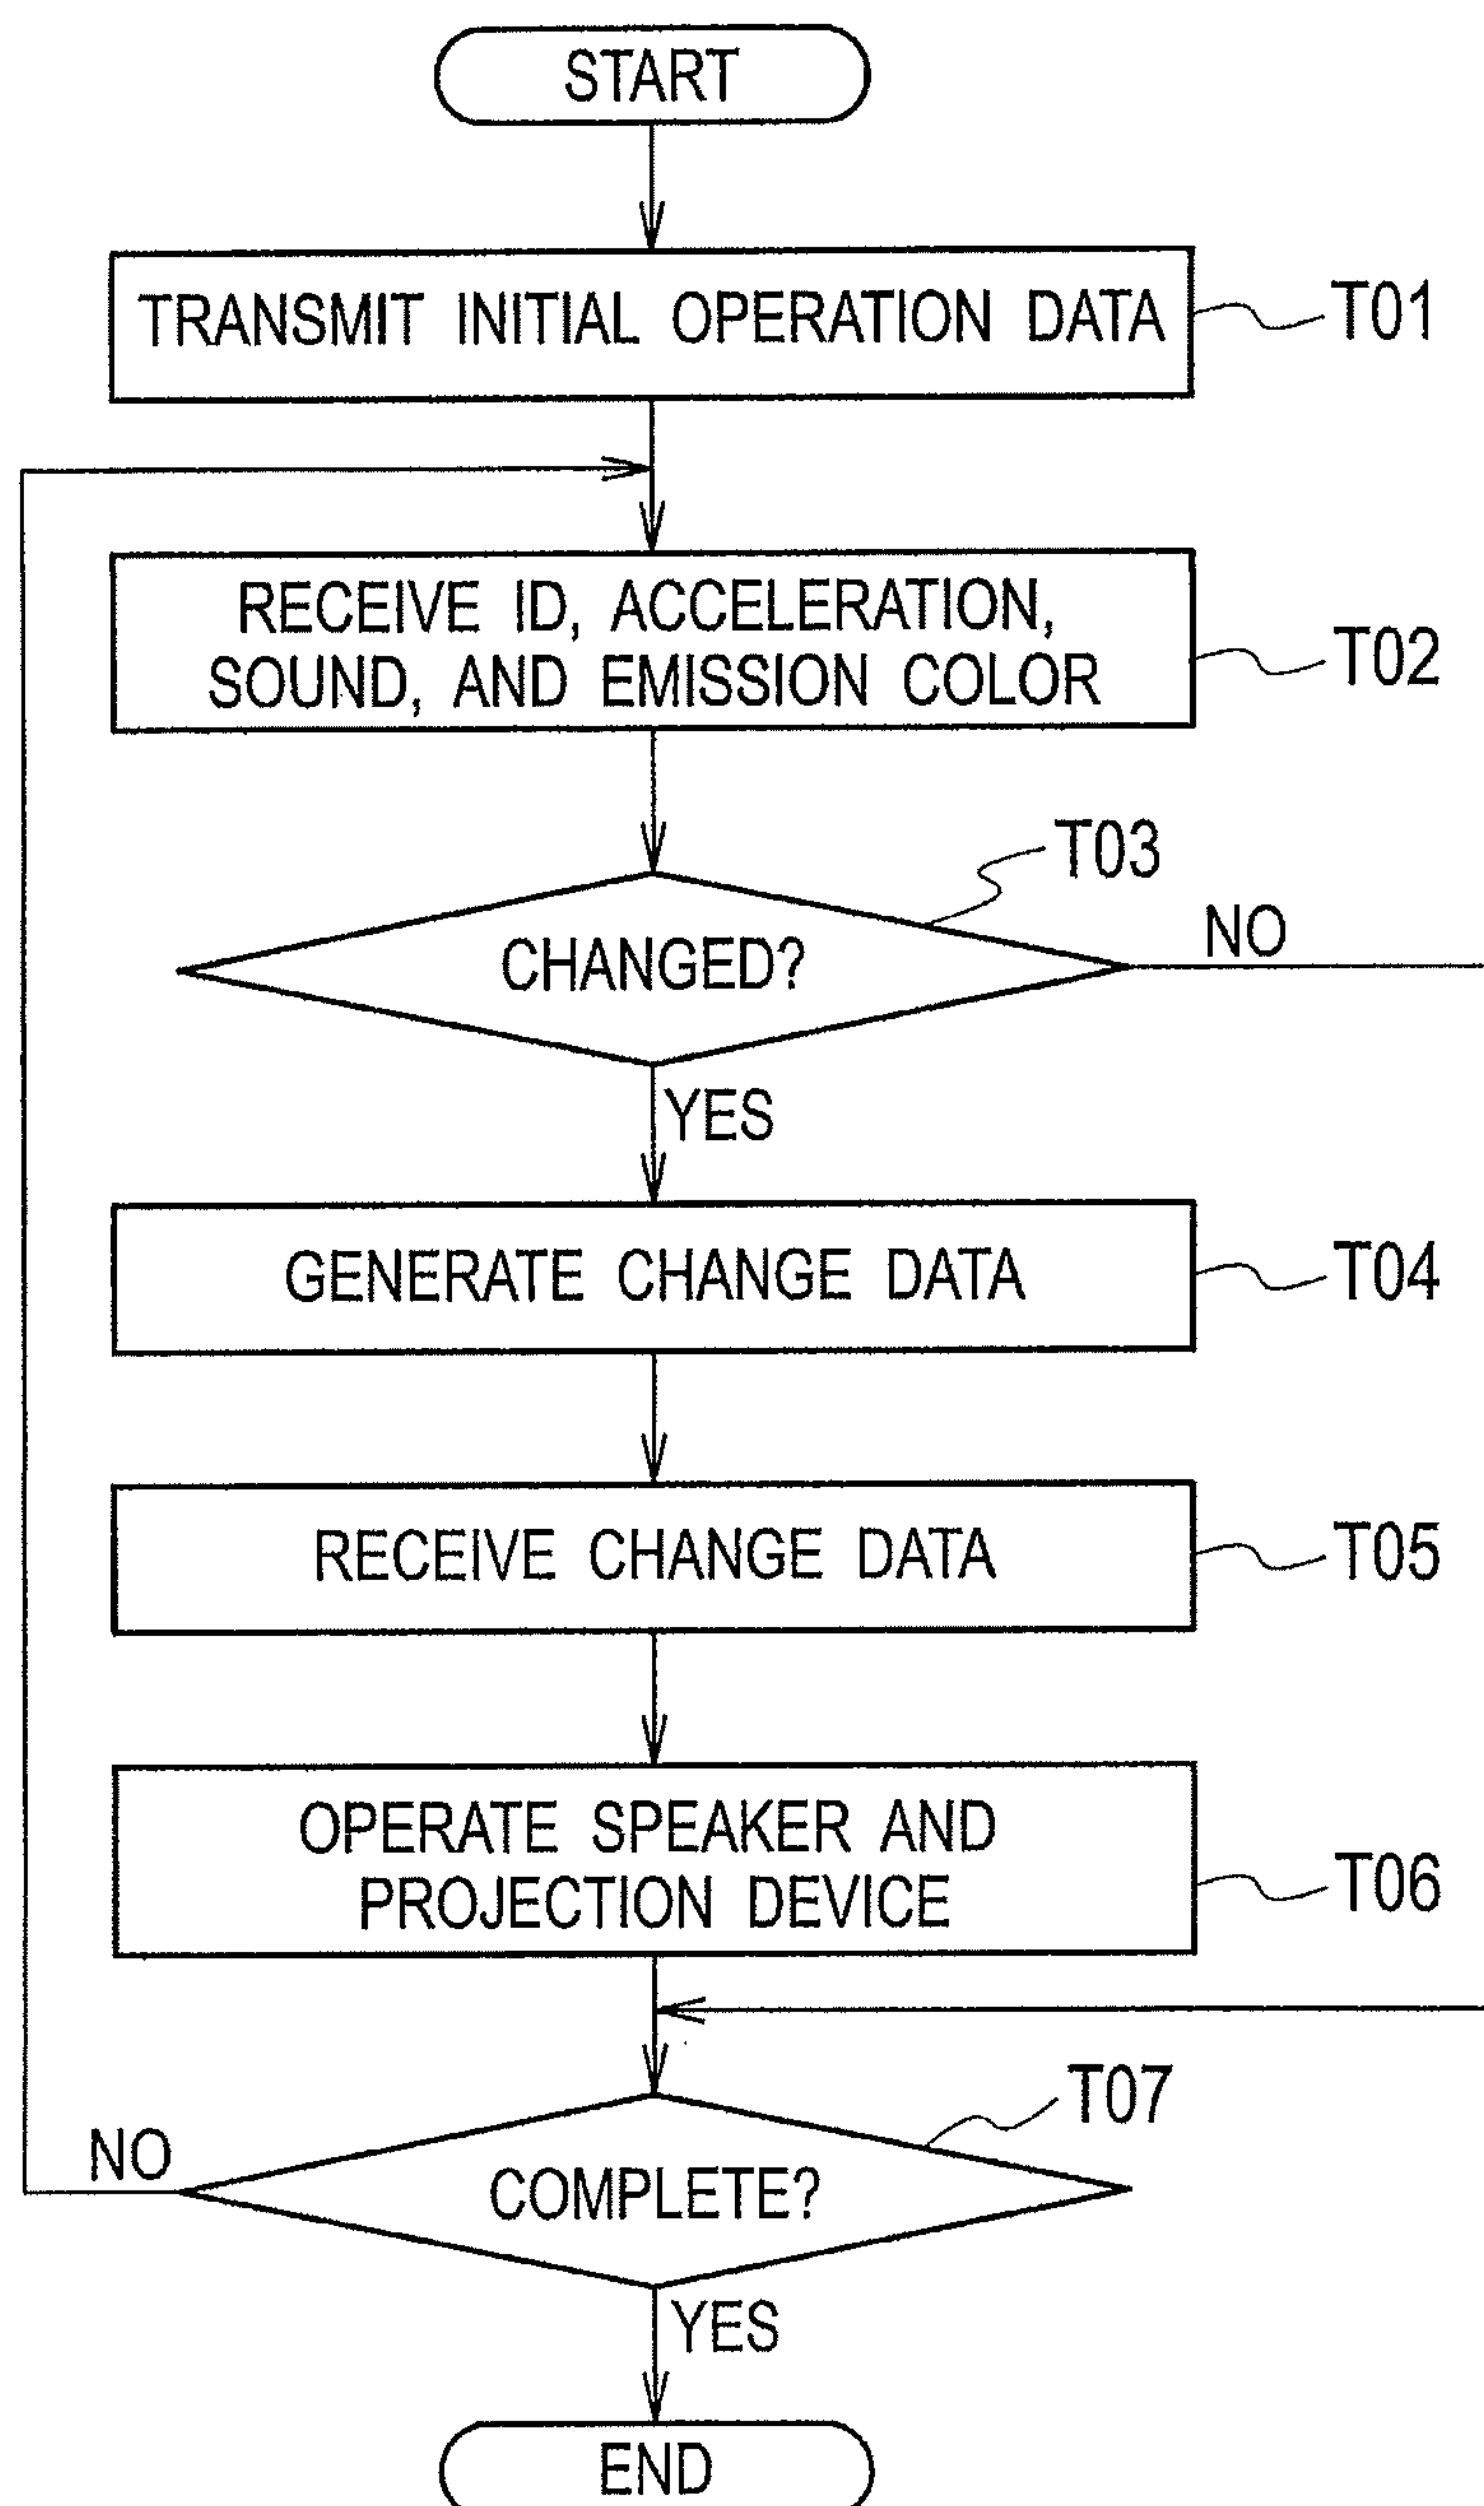 START
TRANSMIT INITIAL OPERATION DATA
T01
RECEIVE ID, ACCELERATION,
SOUND, AND EMISSION COLOR
T02
T03
CHANGED?
NO
YES
GENERATE CHANGE DATA
T04
RECEIVE CHANGE DATA
T05
OPERATE SPEAKER AND
PROJECTION DEVICE
T06
T07
NO
COMPLETE?
YES
END